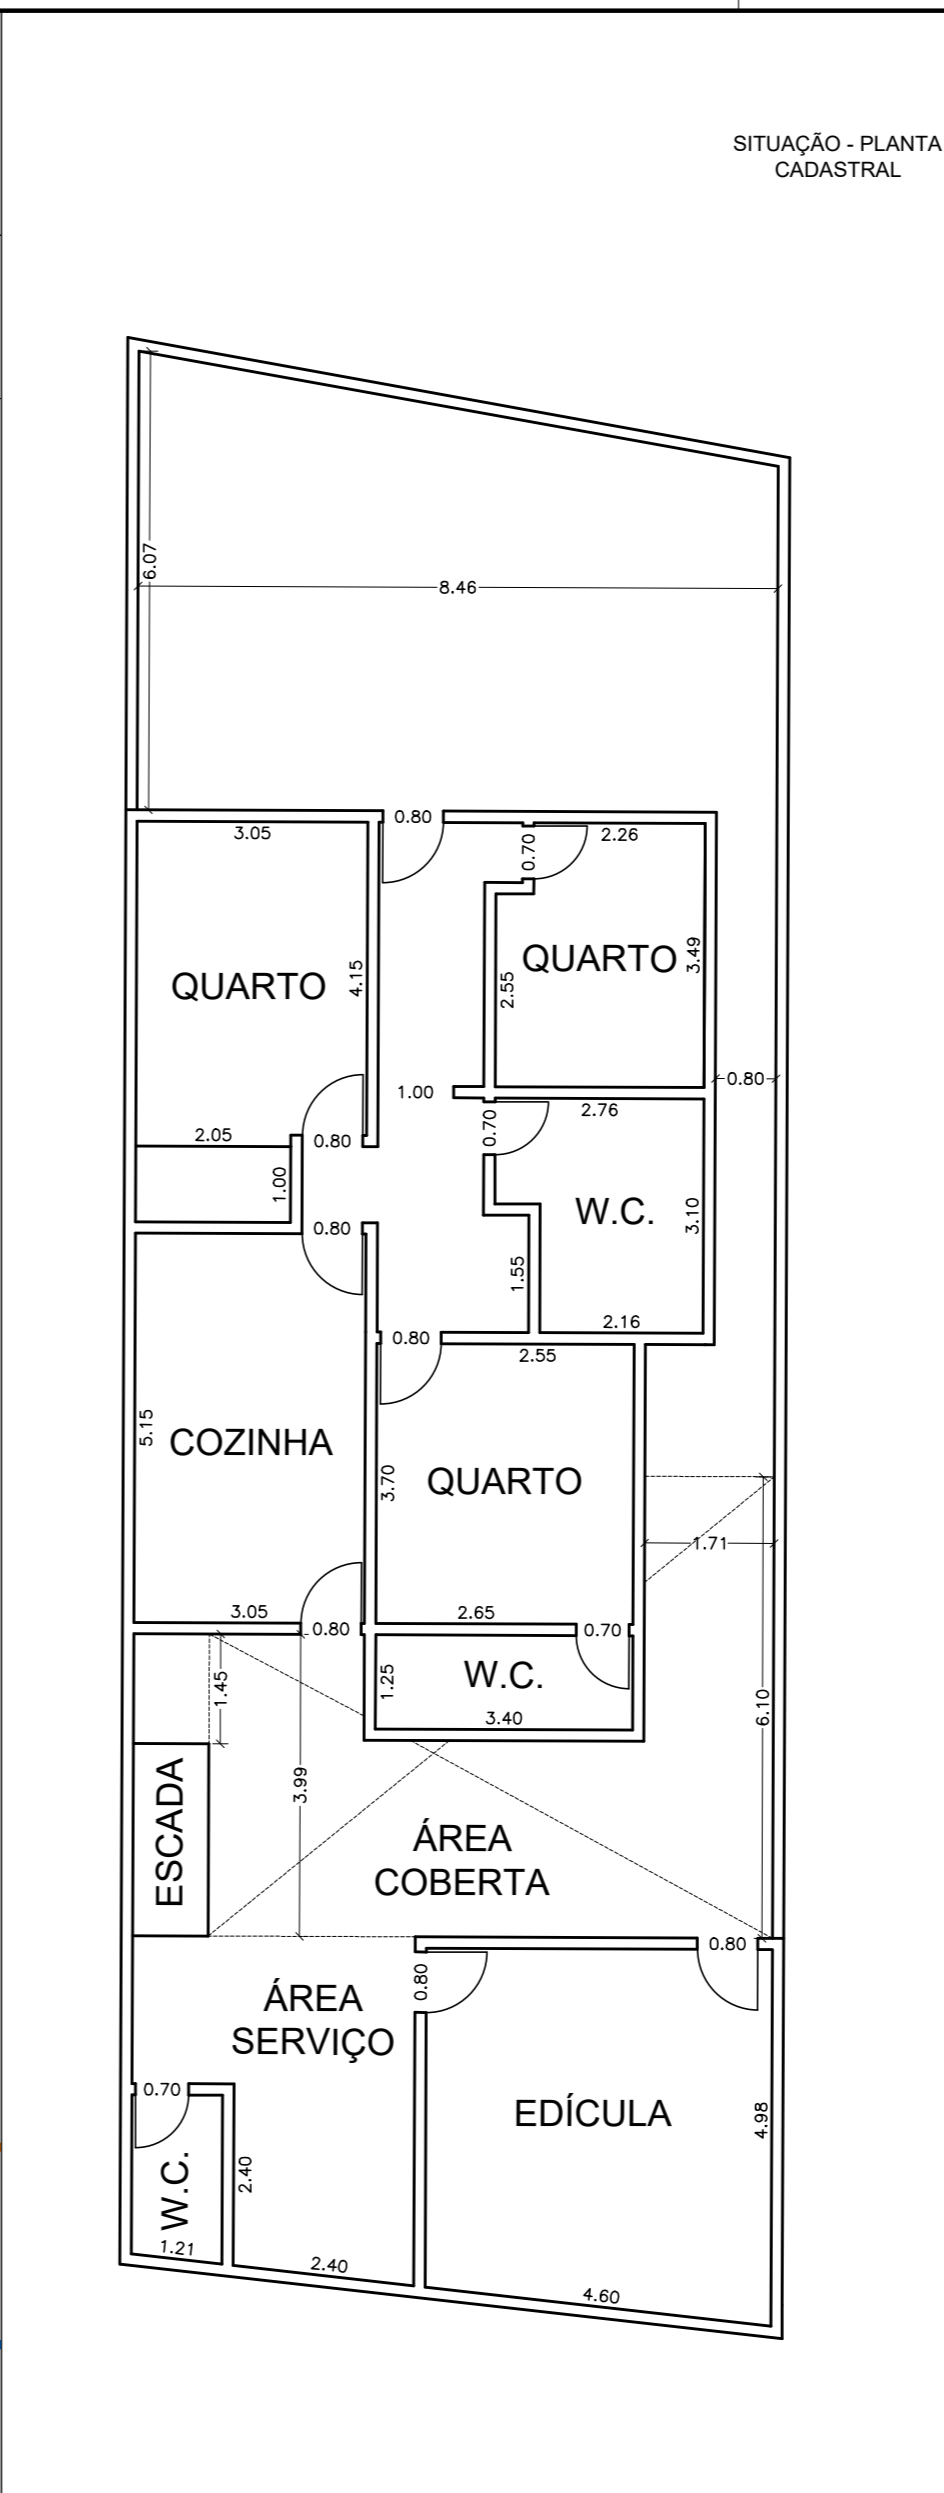 SITUAÇÃO - PLANTA
CADASTRAL
6.07
8.46
0.80
3.05
0.70
2.26
QUARTO
4.15
QUARTO
3.49
2.55
1.00
0.80
2.76
0.70
2.05
0.80
1.00
W.C.
3.10
0.80
1.55
2.16
0.80
2.55
5.15
COZINHA
3.70
QUARTO
1.71
3.05
0.80
2.65
0.70
1.45
1.25
W.C.
3.40
6.10
3.99
ESCADA
ÁREA
COBERTA
0.80
0.80
ÁREA
SERVIÇO
0.70
EDÍCULA
4.98
W.C.
2.40
1.21
2.40
4.60